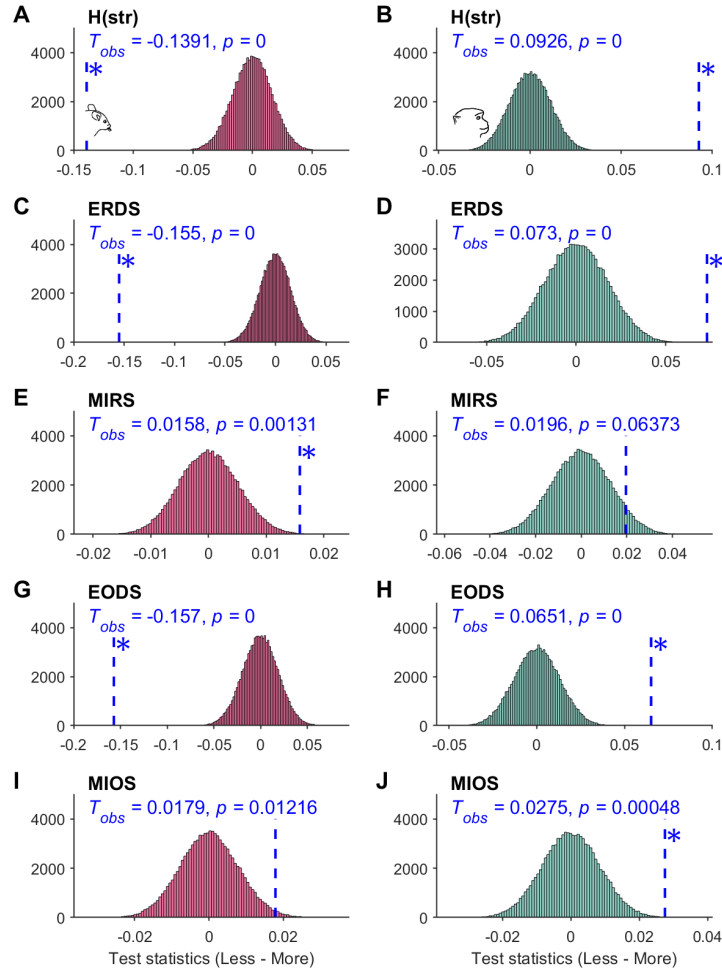 A H(str)
T_obs = -0.1391, p = 0
*
4000
2000
0
-0.15 -0.1 -0.05 0 0.05
B H(str)
T_obs = 0.0926, p = 0
*
4000
2000
0
-0.05 0 0.05 0.1
C ERDS
T_obs = -0.155, p = 0
*
4000
2000
0
-0.2 -0.15 -0.1 -0.05 0 0.05
D ERDS
T_obs = 0.073, p = 0
*
3000
2000
1000
0
-0.05 0 0.05
E MIRS
T_obs = 0.0158, p = 0.00131
*
4000
2000
0
-0.02 -0.01 0 0.01 0.02
F MIRS
T_obs = 0.0196, p = 0.06373
4000
2000
0
-0.06 -0.04 -0.02 0 0.02 0.04
G EODS
T_obs = -0.157, p = 0
*
4000
2000
0
-0.2 -0.15 -0.1 -0.05 0 0.05
H EODS
T_obs = 0.0651, p = 0
*
4000
2000
0
-0.05 0 0.05 0.1
I MIOS
T_obs = 0.0179, p = 0.01216
4000
2000
0
-0.02 0 0.02
Test statistics (Less - More)
J MIOS
T_obs = 0.0275, p = 0.00048
*
4000
2000
0
-0.02 0 0.02 0.04
Test statistics (Less - More)